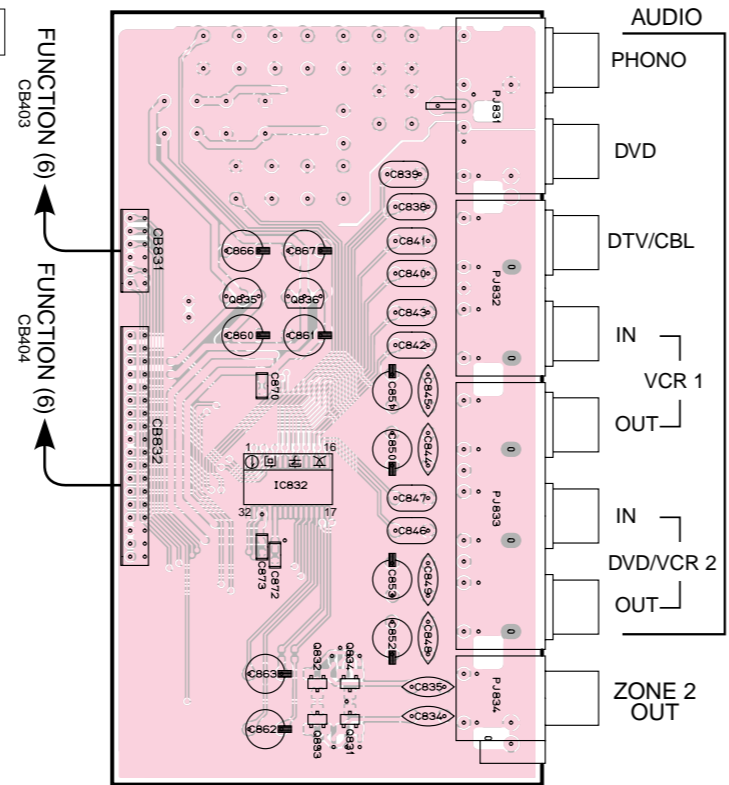 AUDIO
PHONO
DVD
DTV/CBL
IN
VCR 1
OUT
IN
DVD/VCR 2
OUT
ZONE 2
OUT
FUNCTION (6)
CB403
FUNCTION (6)
CB404
CB831
CB832
PJ831
PJ832
PJ833
PJ834
C839
C838
C841
C840
C843
C842
C866
C867
Q835
Q836
C860
C861
C870
C851
C845
C850
C844
1
16
IC832
32
17
C847
C846
C873
C872
C853
C849
C852
C848
Q832
Q834
C863
C835
C834
C862
Q833
Q831